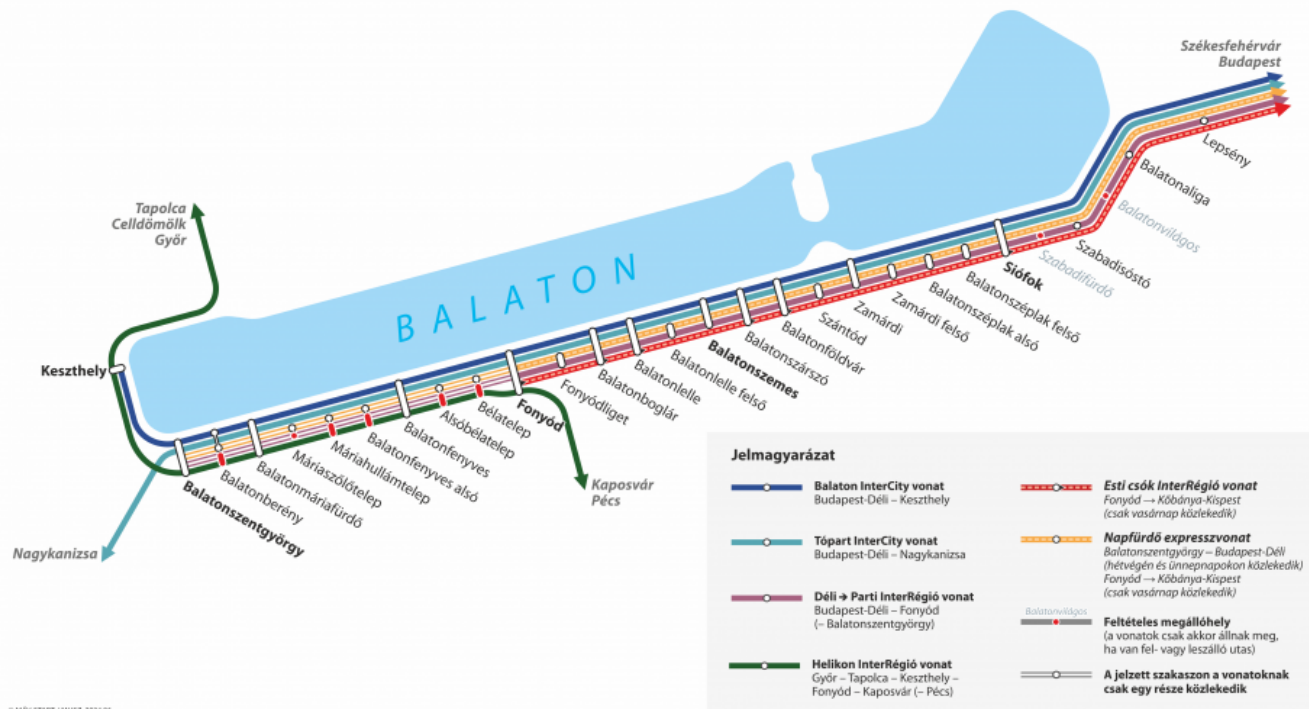 Székesfehérvár
Budapest
Lepsény
Balatonaliga
Balatonvilágos
Szabadisóstó
Szabadifürdő
Siófok
Balatonszéplak felső
Balatonszéplak alsó
Zamárdi felső
Zamárdi
Szántód
Balatonföldvár
Balatonszárszó
Balatonszemes
Balatonlelle felső
Balatonlelle
Balatonboglár
Fonyódliget
Fonyód
Bélatelep
Alsóbélatelep
Balatonfenyves
Balatonfenyves alsó
Máriahullámtelep
Máriaszőlőtelep
Balatonmáriafürdő
Balatonberény
Balatonszentgyörgy
BALATON
Tapolca
Celldömölk
Győr
Keszthely
Nagykanizsa
Kaposvár
Pécs
Jelmagyarázat
Balaton InterCity vonat
Budapest-Déli – Keszthely
Tópart InterCity vonat
Budapest-Déli – Nagykanizsa
Déli → Parti InterRégió vonat
Budapest-Déli – Fonyód
(– Balatonszentgyörgy)
Helikon InterRégió vonat
Győr – Tapolca – Keszthely –
Fonyód – Kaposvár (– Pécs)
Esti csók InterRégió vonat
Fonyód → Kőbánya-Kispest
(csak vasárnap közlekedik)
Napfürdő expresszvonat
Balatonszentgyörgy – Budapest-Déli
(hétvégén és ünnepnapokon közlekedik)
Fonyód → Kőbánya-Kispest
(csak vasárnap közlekedik)
Balatonvilágos
Feltételes megállóhely
(a vonatok csak akkor állnak meg,
ha van fel- vagy leszálló utas)
A jelzett szakaszon a vonatoknak
csak egy része közlekedik